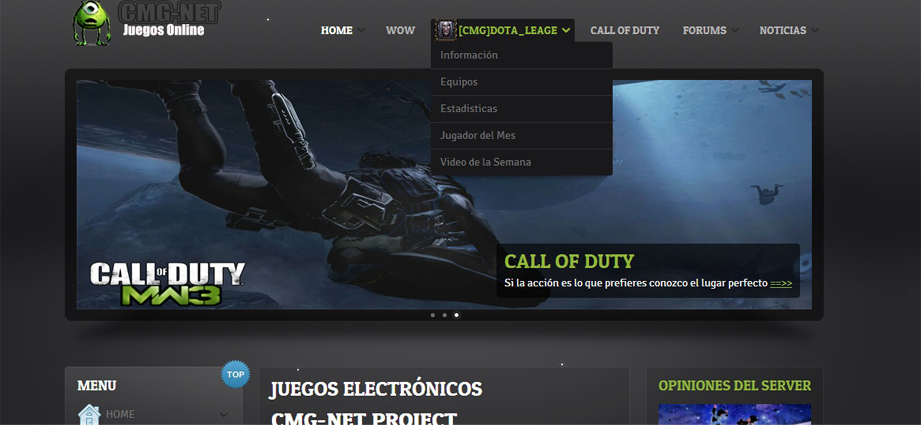 CMG-NET
Juegos Online
HOME
WOW
[CMG]DOTA_LEAGE
CALL OF DUTY
FORUMS
NOTICIAS
Información
Equipos
Estadisticas
Jugador del Mes
Video de la Semana
CALL OF DUTY
MW3
CALL OF DUTY
Si la acción es lo que prefieres conozco el lugar perfecto ==>>
TOP
MENU
HOME
JUEGOS ELECTRÓNICOS
CMG-NET PROJECT
OPINIONES DEL SERVER